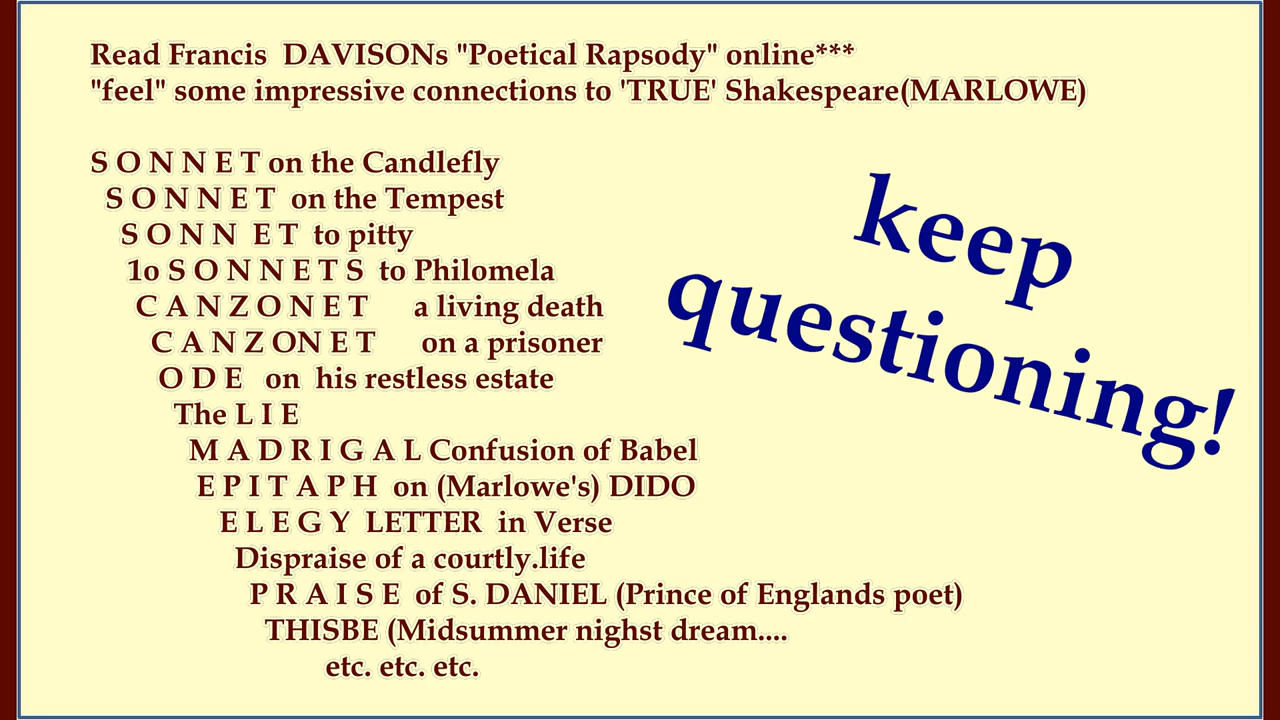 Read Francis  DAVISONs "Poetical Rapsody" online***
"feel" some impressive connections to 'TRUE' Shakespeare(MARLOWE)
S O N N E T on the Candlefly
S O N N E T  on the Tempest
S O N N  E T  to pitty
1o S O N N E T S  to Philomela
C A N Z O N E T      a living death
C A N Z ON E T      on a prisoner
O D E   on  his restless estate
The L I E
M A D R I G A L Confusion of Babel
E P I T A P H  on (Marlowe's) DIDO
E L E G Y  LETTER  in Verse
Dispraise of a courtly.life
P R A I S E  of S. DANIEL (Prince of Englands poet)
THISBE (Midsummer nighst dream....
etc. etc. etc.
keep
questioning!